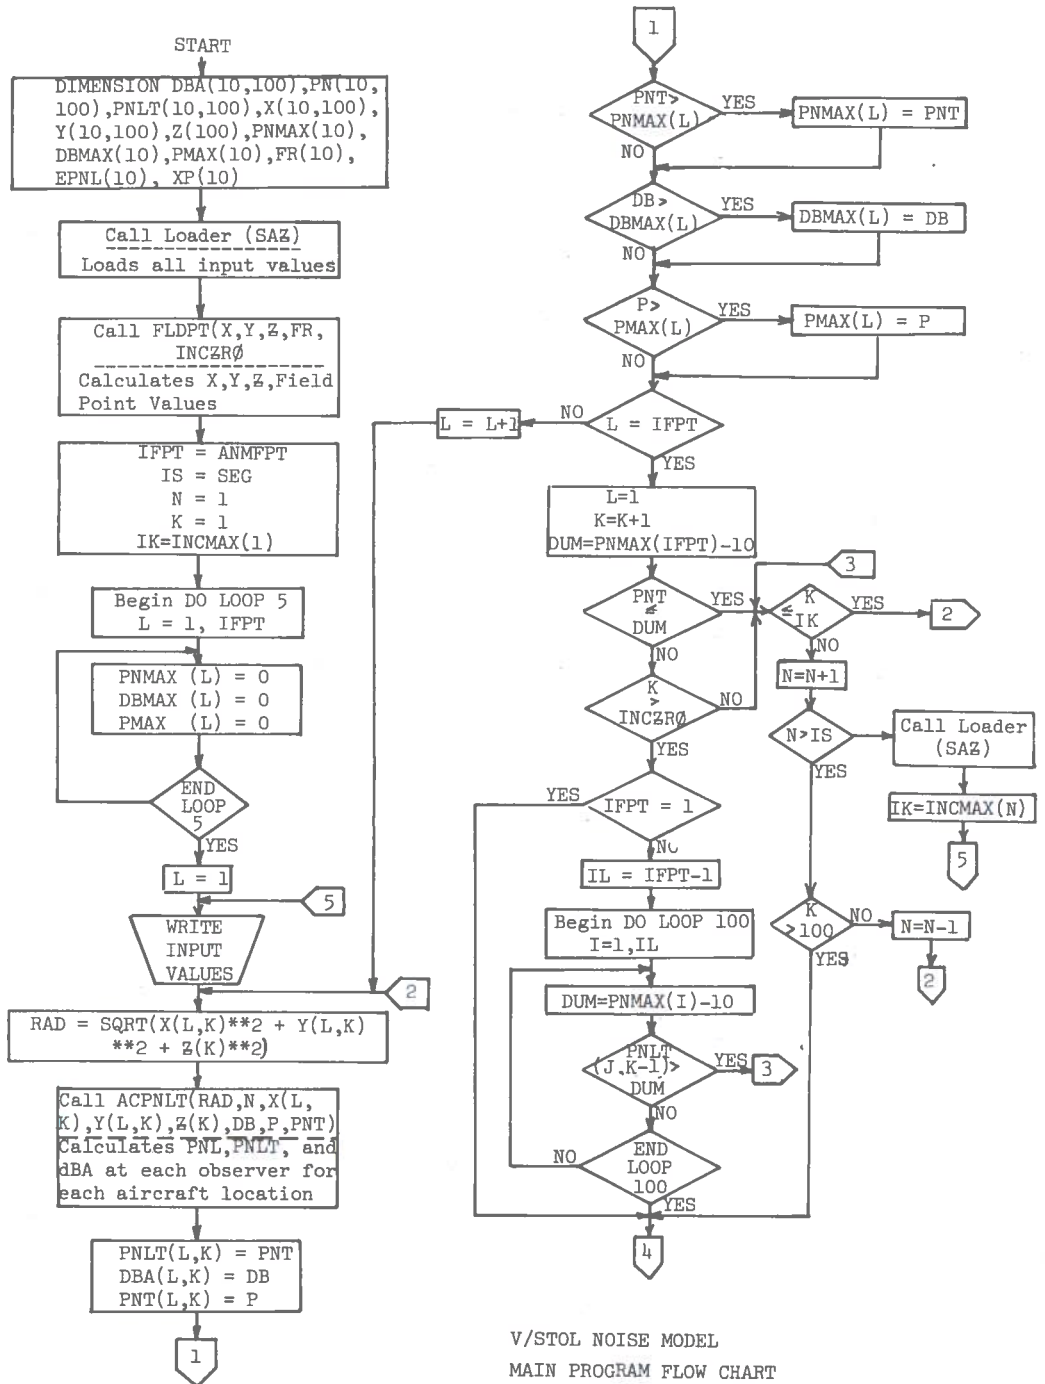 START
DIMENSION DBA(10,100),PN(10,
100),PNLT(10,100),X(10,100),
Y(10,100),Z(100),PNMAX(10),
DBMAX(10),PMAX(10),FR(10),
EPNL(10), XP(10)
Call Loader (SAZ)
Loads all input values
Call FLDPT(X,Y,Z,FR,
INCZRØ
Calculates X,Y,Z,Field
Point Values
IFPT = ANMFPT
IS = SEG
N = 1
K = 1
IK=INCMAX(1)
Begin DO LOOP 5
L = 1, IFPT
PNMAX (L) = 0
DBMAX (L) = 0
PMAX (L) = 0
END
LOOP
5
YES
L = 1
5
WRITE
INPUT
VALUES
2
RAD = SQRT(X(L,K)**2 + Y(L,K)
**2 + Z(K)**2)
Call ACPNLT(RAD,N,X(L,
K),Y(L,K),Z(K),DB,P,PNT)
Calculates PNL,PNLT, and
dBA at each observer for
each aircraft location
PNLT(L,K) = PNT
DBA(L,K) = DB
PNT(L,K) = P
1
1
PNT>
PNMAX(L)
YES
PNMAX(L) = PNT
NO
DB>
DBMAX(L)
YES
DBMAX(L) = DB
NO
P>
PMAX(L)
YES
PMAX(L) = P
NO
L = IFPT
NO
L = L+1
YES
L=1
K=K+1
DUM=PNMAX(IFPT)-10
3
PNT
≤
DUM
YES
K
≤
IK
YES
2
NO
NO
N=N+1
K
>
INCZRØ
NO
N>IS
Call Loader
(SAZ)
YES
YES
IFPT = 1
YES
IK=INCMAX(N)
5
NO
IL = IFPT-1
Begin DO LOOP 100
I=1,IL
K
>100
NO
N=N-1
2
YES
DUM=PNMAX(I)-10
PNLT
(J,K-1)>
DUM
YES
3
NO
END
LOOP
100
NO
YES
4
V/STOL NOISE MODEL
MAIN PROGRAM FLOW CHART